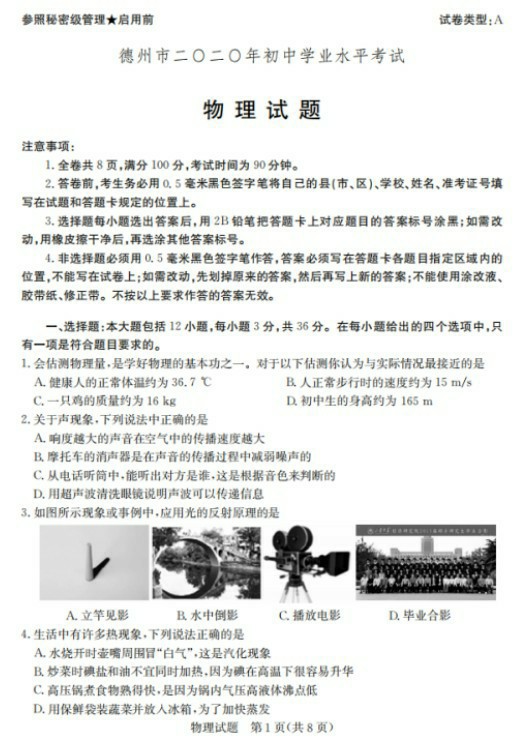 参照秘密级管理★启用前 试卷类型:A
德州市二〇二〇年初中学业水平考试
物理试题
注意事项:
1. 全卷共 8 页,满分 100 分,考试时间为 90 分钟。
2. 答卷前,考生务必用 0.5 毫米黑色签字笔将自己的县(市、区)、学校、姓名、准考证号填
写在试题和答题卡规定的位置上。
3. 选择题每小题选出答案后,用 2B 铅笔把答题卡上对应题目的答案标号涂黑;如需改
动,用橡皮擦干净后,再选涂其他答案标号。
4. 非选择题必须用 0.5 毫米黑色签字笔作答,答案必须写在答题卡各题目指定区域内的
位置,不能写在试卷上;如需改动,先划掉原来的答案,然后再写上新的答案;不能使用涂改液、
胶带纸、修正带。不按以上要求作答的答案无效。
一、选择题:本大题包括 12 小题,每小题 3 分,共 36 分。在每小题给出的四个选项中,只
有一项是符合题目要求的。
1. 会估测物理量,是学好物理的基本功之一。对于以下估测你认为与实际情况最接近的是
A. 健康人的正常体温约为 36.7 ℃ B. 人正常步行时的速度约为 15 m/s
C. 一只鸡的质量约为 16 kg D. 初中生的身高约为 165 m
2. 关于声现象,下列说法中正确的是
A. 响度越大的声音在空气中的传播速度越大
B. 摩托车的消声器是在声音的传播过程中减弱噪声的
C. 从电话听筒中,能听出对方是谁,这是根据音色来判断的
D. 用超声波清洗眼镜说明声波可以传递信息
3. 如图所示现象或事例中,应用光的反射原理的是
A. 立竿见影 B. 水中倒影 C. 播放电影 D. 毕业合影
4. 生活中有许多热现象,下列说法正确的是
A. 水烧开时壶嘴周围冒“白气”,这是汽化现象
B. 炒菜时碘盐和油不宜同时加热,因为碘在高温下很容易升华
C. 高压锅煮食物熟得快,是因为锅内气压高液体沸点低
D. 用保鲜袋装蔬菜并放入冰箱,为了加快蒸发
物理试题 第 1 页(共 8 页)